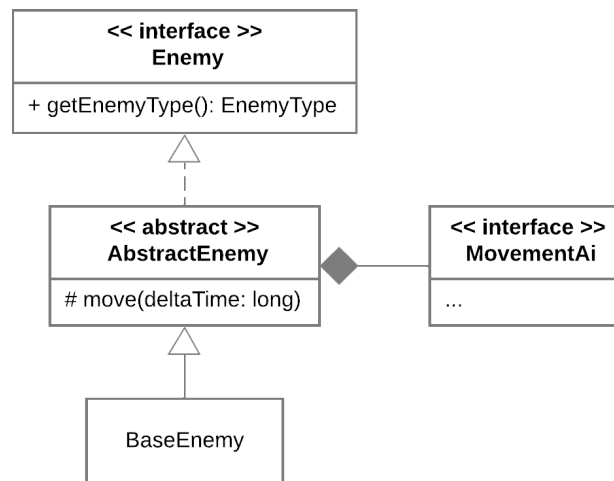 << interface >>
Enemy
+ getEnemyType(): EnemyType
<< abstract >>
AbstractEnemy
# move(deltaTime: long)
<< interface >>
MovementAi
...
BaseEnemy